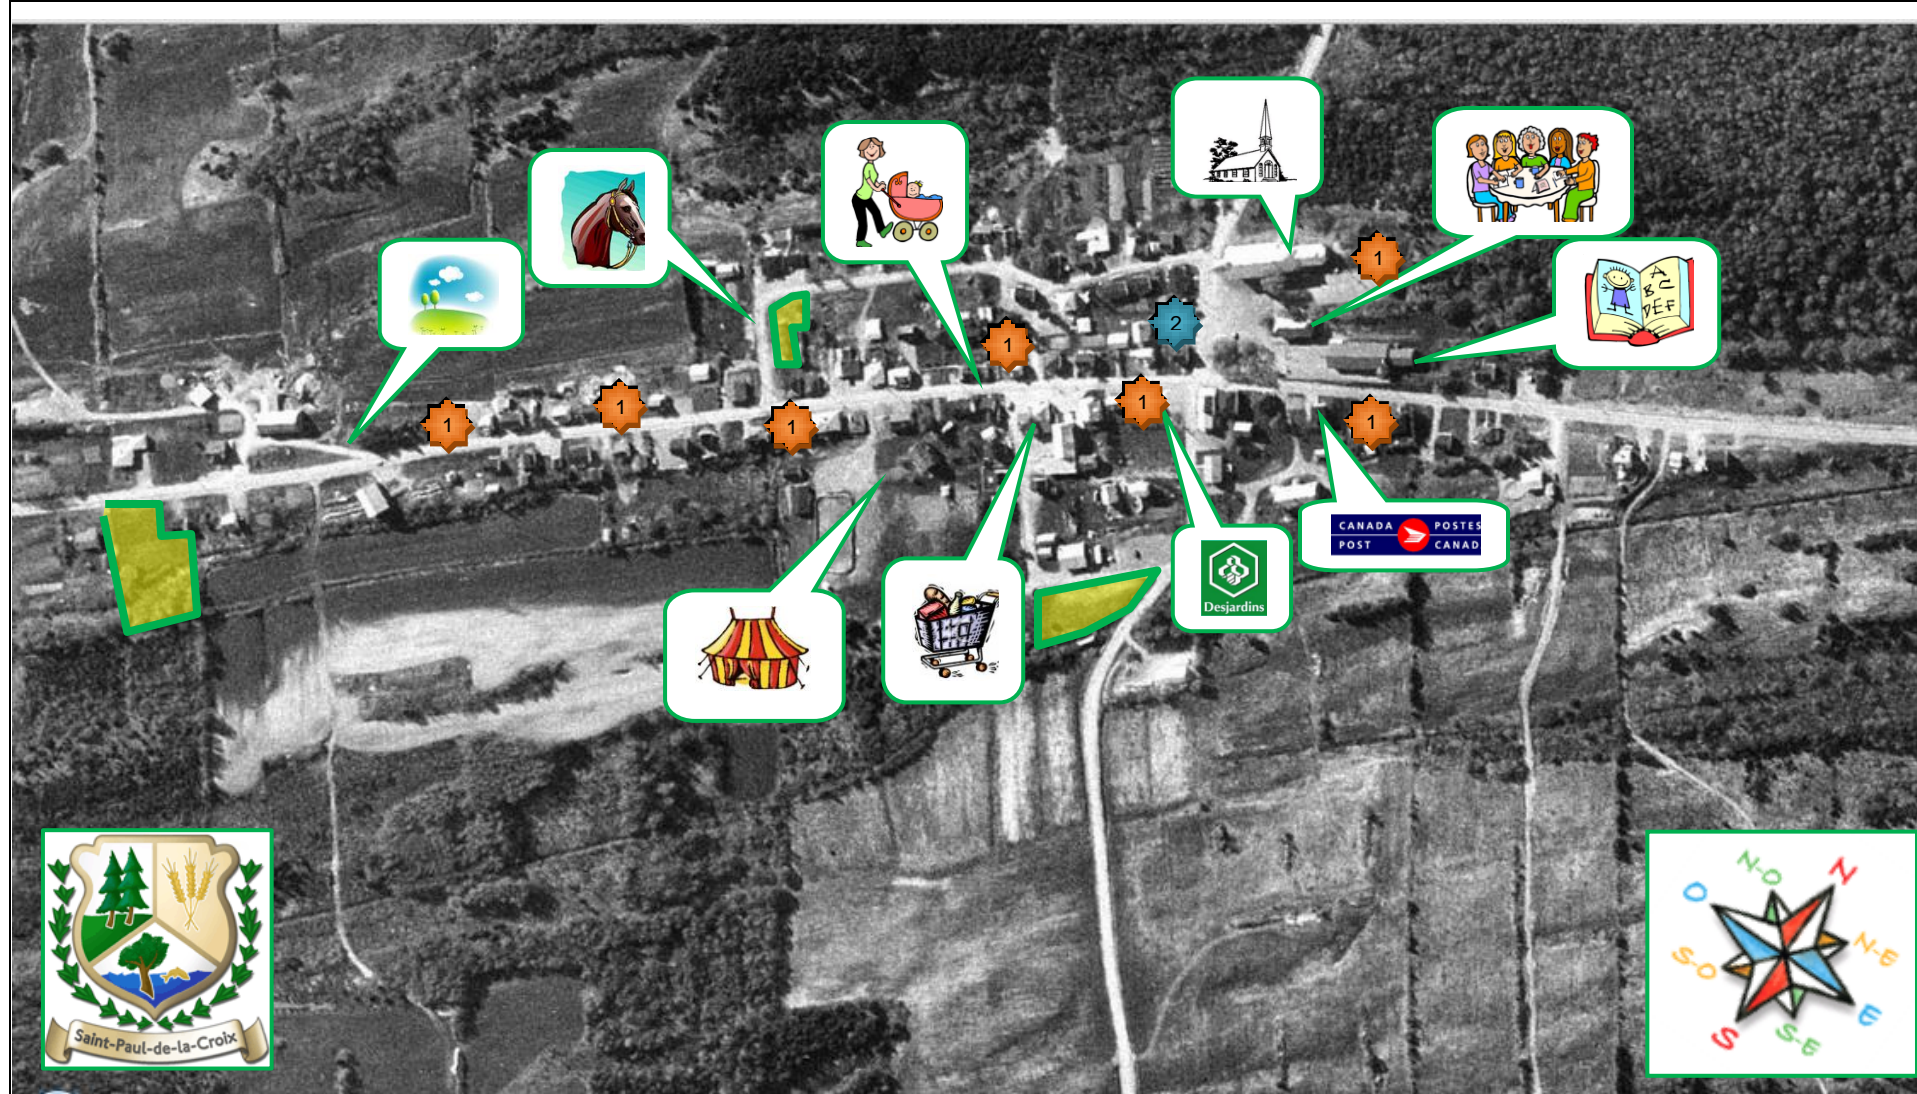 A
B C
DEF
1
1
2
1
1
1
1
1
CANADA POSTES
POST CANAD
Desjardins
Saint-Paul-de-la-Croix
N-O
N
O
N-E
S-O
E
S
S-E